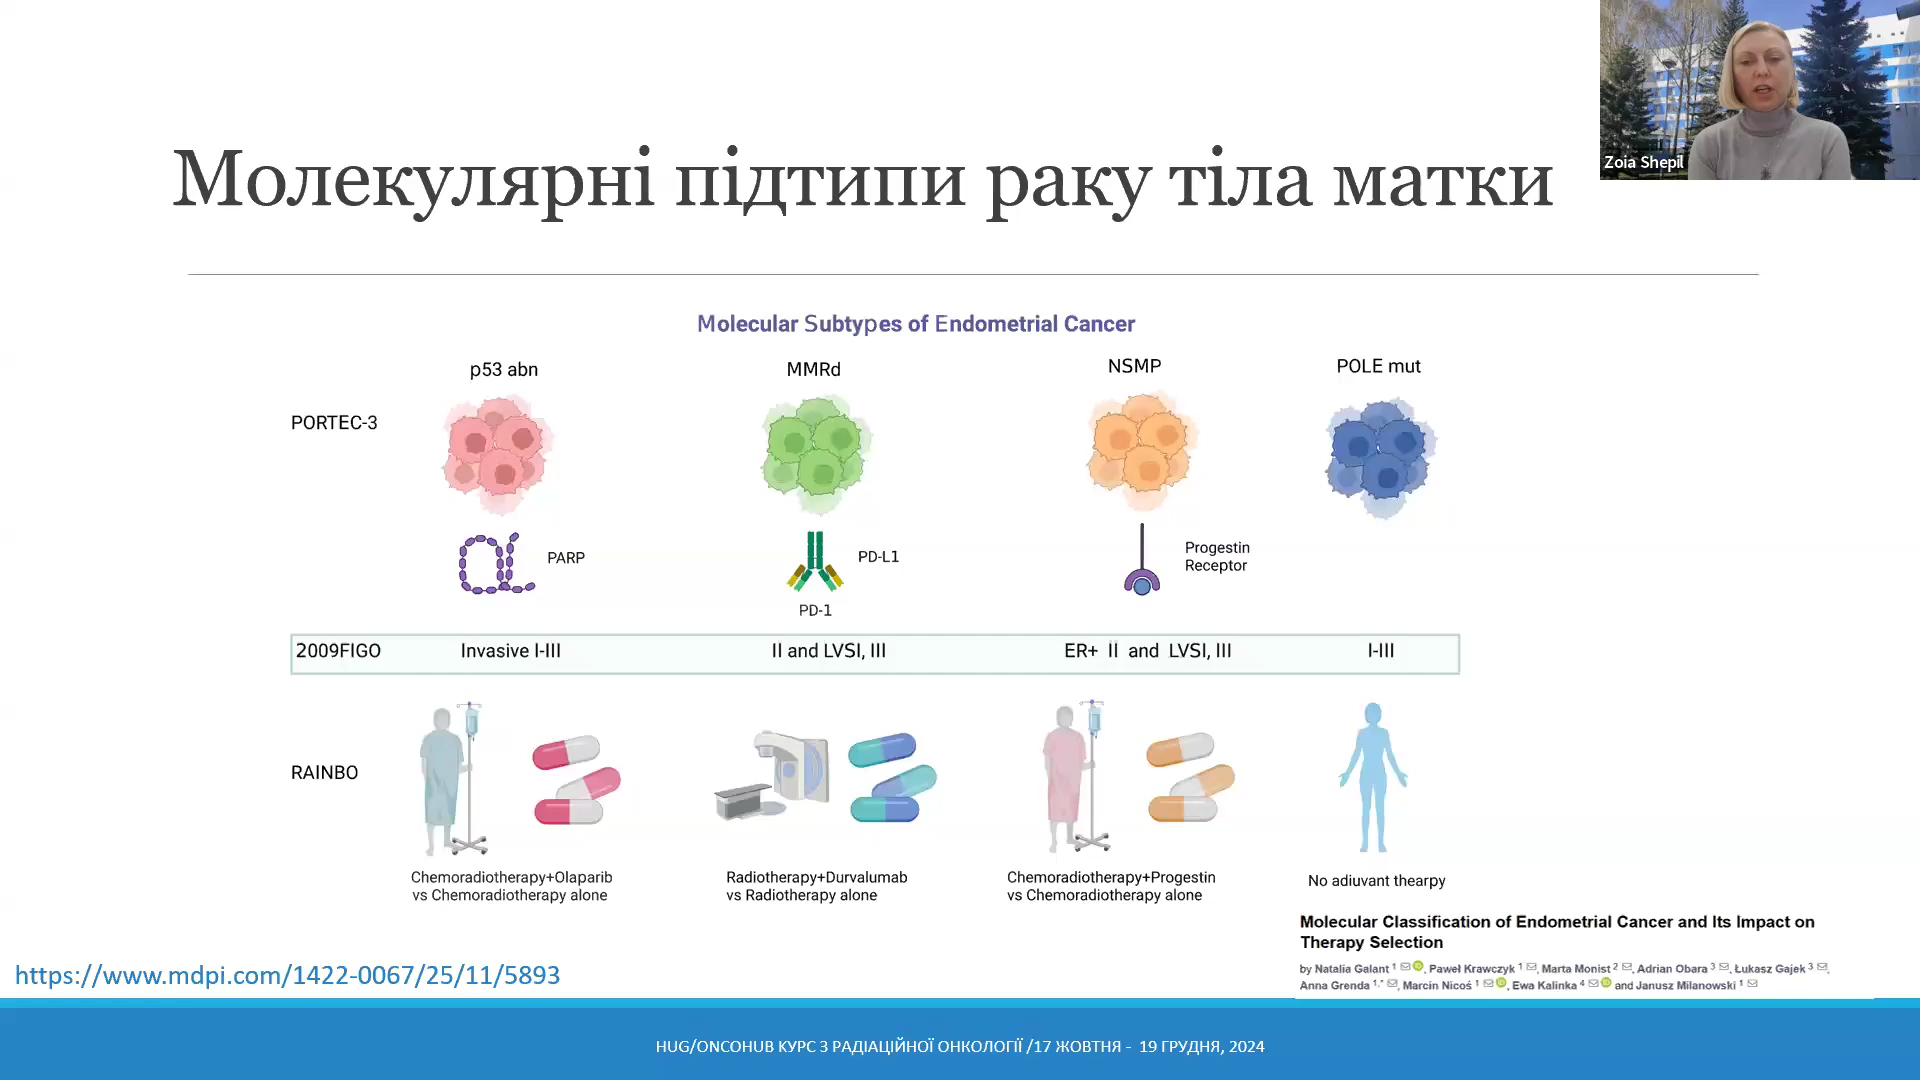 Zoia Shepil
Молекулярні підтипи раку тіла матки
Molecular Subtypes of Endometrial Cancer
p53 abn
MMRd
NSMP
POLE mut
PORTEC-3
PARP
PD-L1
PD-1
Progestin
Receptor
2009FIGO
Invasive I-III
II and LVSI, III
ER+ II and LVSI, III
I-III
RAINBO
Chemoradiotherapy+Olaparib
vs Chemoradiotherapy alone
Radiotherapy+Durvalumab
vs Radiotherapy alone
Chemoradiotherapy+Progestin
vs Chemoradiotherapy alone
No adiuvant thearpy
Molecular Classification of Endometrial Cancer and Its Impact on
Therapy Selection
by Natalia Galant 1, Paweł Krawczyk 1, Marta Monist 2, Adrian Obara 3, Łukasz Gajek 3,
Anna Grenda 1,*, Marcin Nicoś 1, Ewa Kalinka 4 and Janusz Milanowski 1
https://www.mdpi.com/1422-0067/25/11/5893
HUG/ONCOHUB КУРС З РАДІАЦІЙНОЇ ОНКОЛОГІЇ /17 ЖОВТНЯ - 19 ГРУДНЯ, 2024